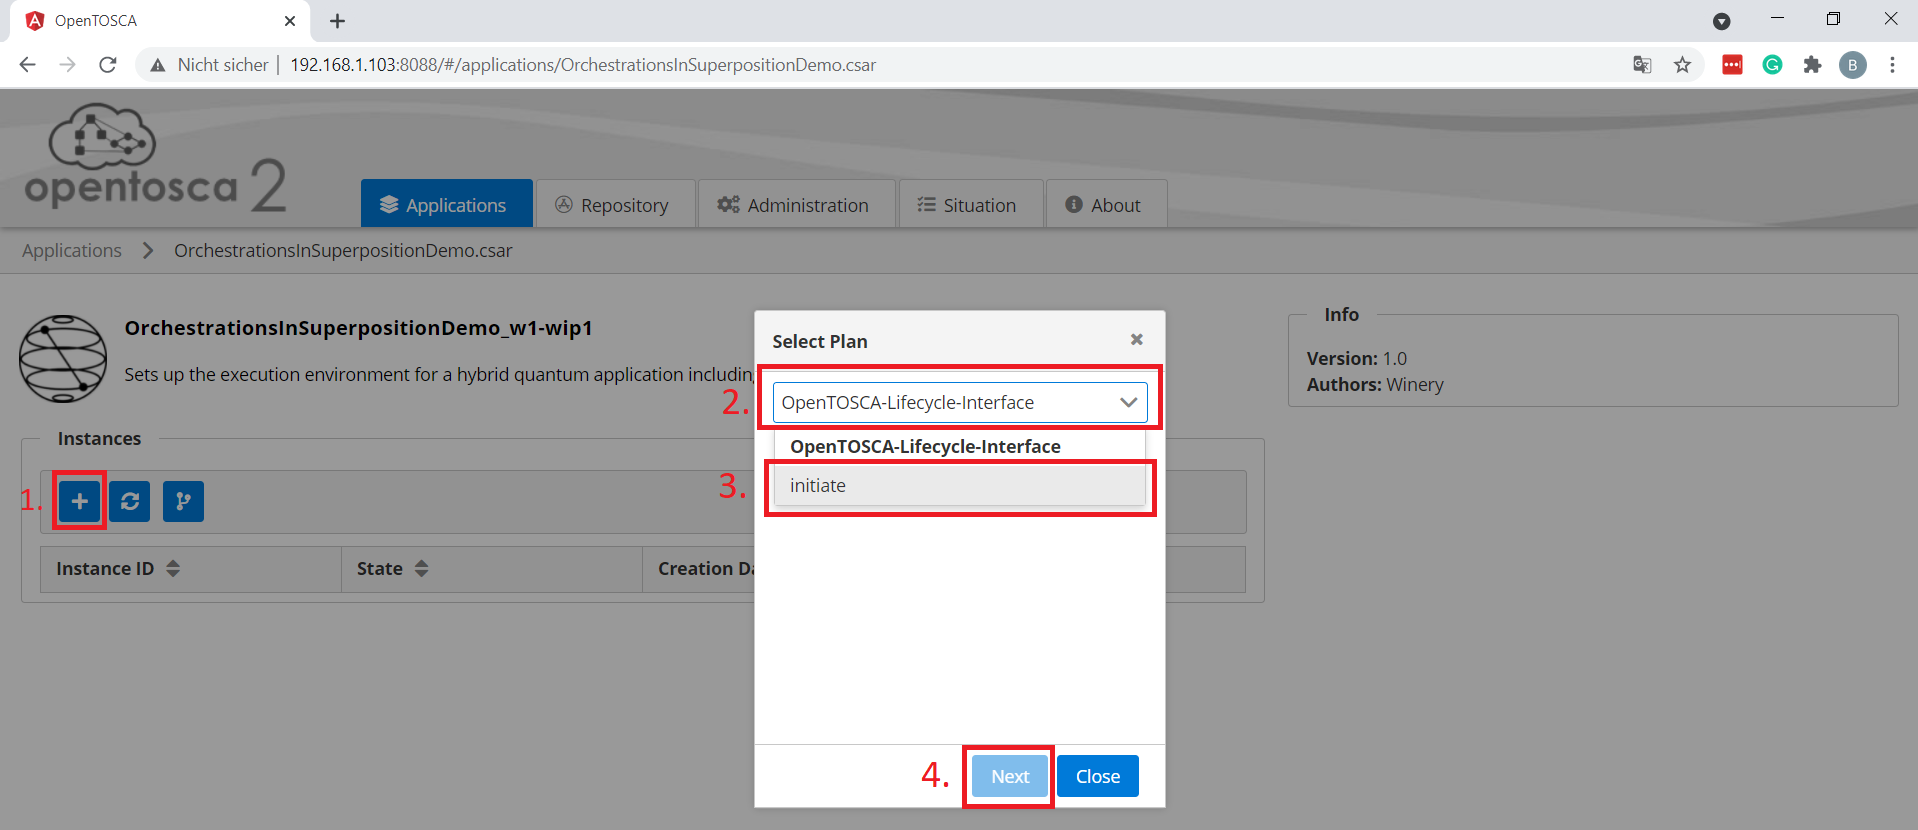 OpenTOSCA
Nicht sicher | 192.168.1.103:8088/#/applications/OrchestrationsInSuperpositionDemo.csar
B
opentosca 2
Applications
Repository
Administration
Situation
About
Applications > OrchestrationsInSuperpositionDemo.csar
OrchestrationsInSuperpositionDemo_w1-wip1
Sets up the execution environment for a hybrid quantum application including
Info
Version: 1.0
Authors: Winery
Instances
1.
Instance ID
State
Creation Da
Select Plan
2.
OpenTOSCA-Lifecycle-Interface
OpenTOSCA-Lifecycle-Interface
3.
initiate
4.
Next
Close